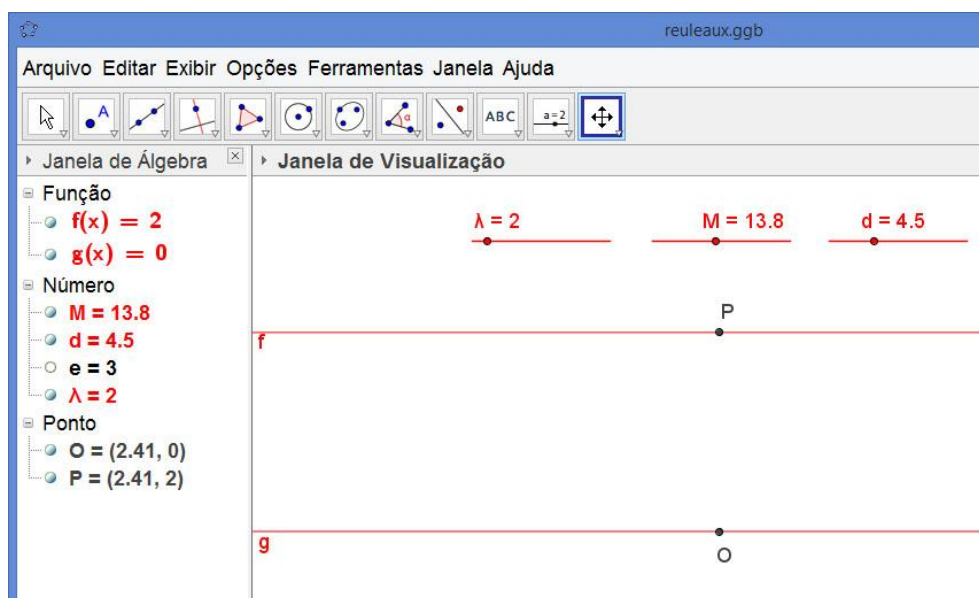 reuleaux.ggb
Arquivo Editar Exibir Opções Ferramentas Janela Ajuda
A α ABC a=2
Janela de Álgebra
Função
f(x) = 2
g(x) = 0
Número
M = 13.8
d = 4.5
e = 3
λ = 2
Ponto
O = (2.41, 0)
P = (2.41, 2)
Janela de Visualização
λ = 2 M = 13.8 d = 4.5
P
f
g
O